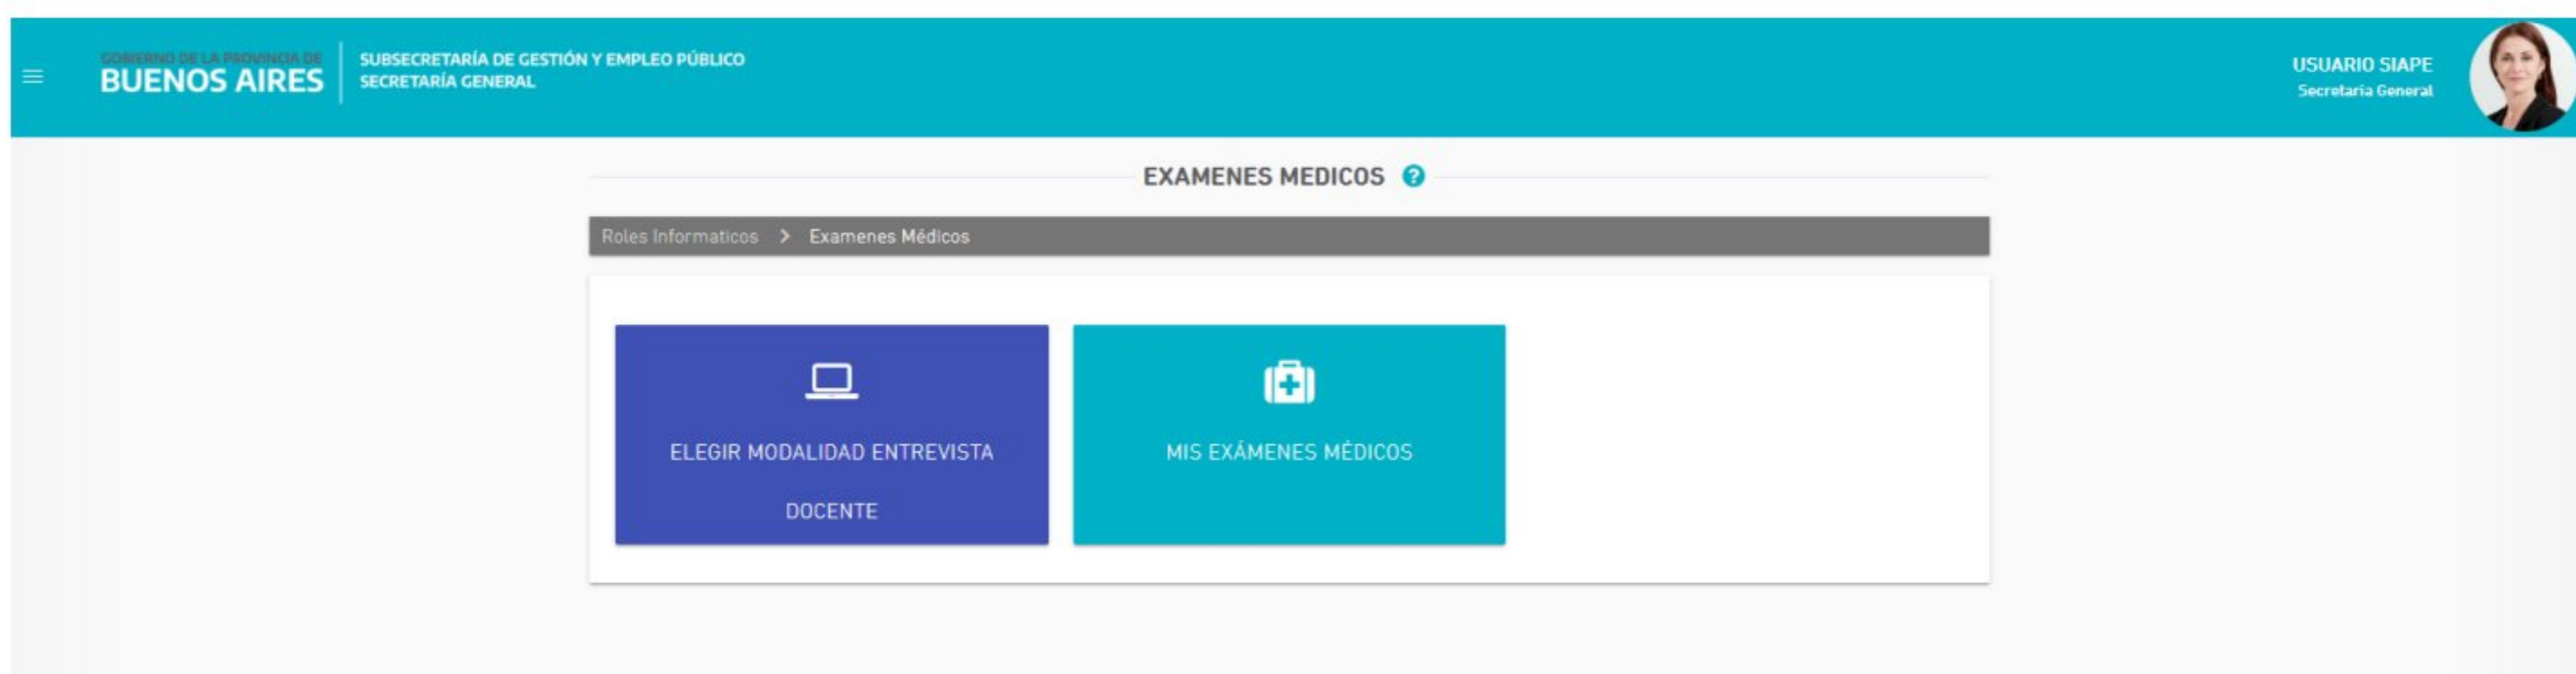 GOBIERNO DE LA PROVINCIA DE
BUENOS AIRES
SUBSECRETARÍA DE GESTIÓN Y EMPLEO PÚBLICO
SECRETARÍA GENERAL
USUARIO SIAPE
Secretaria General
EXAMENES MEDICOS ?
Roles Informaticos > Examenes Médicos
ELEGIR MODALIDAD ENTREVISTA
DOCENTE
MIS EXÁMENES MÉDICOS